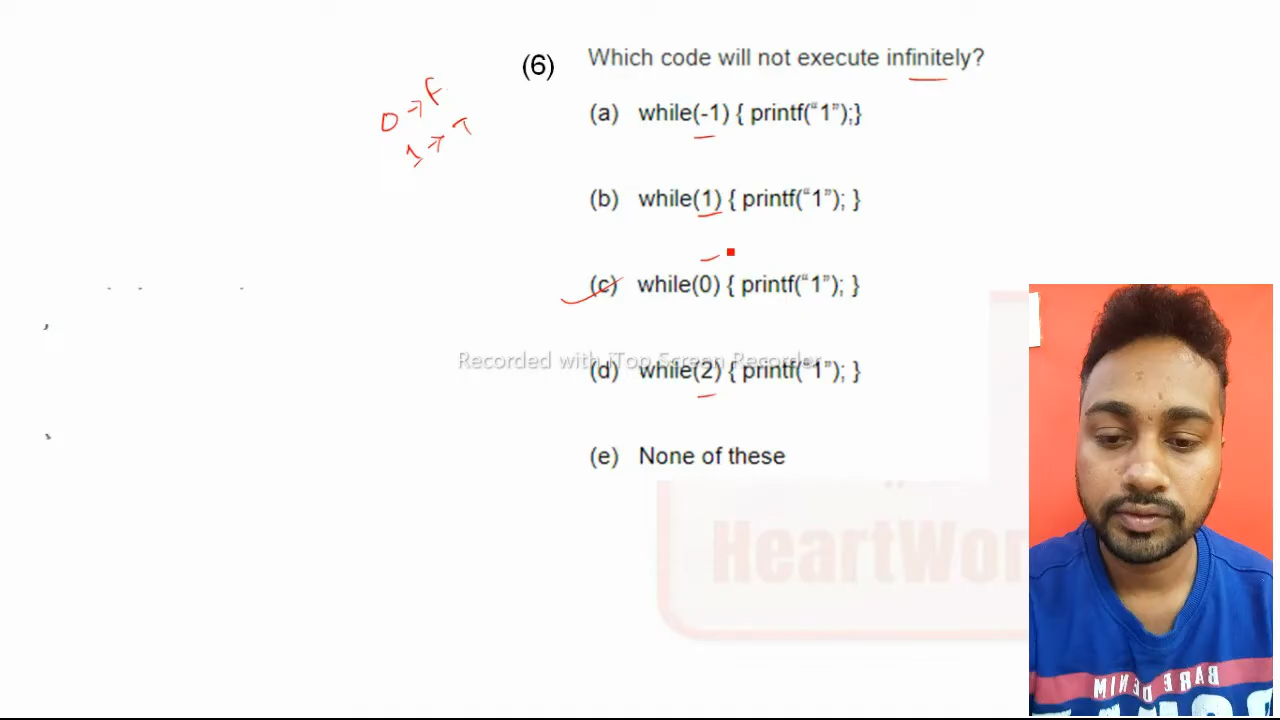 (6) Which code will not execute infinitely?
0 → F
1 → T
(a) while(-1) { printf(“1”);}
(b) while(1) { printf(“1”); }
(c) while(0) { printf(“1”); }
Recorded with iTop Screen Recorder
(d) while(2) { printf(“1”); }
(e) None of these
HeartWor
BARE DENIM